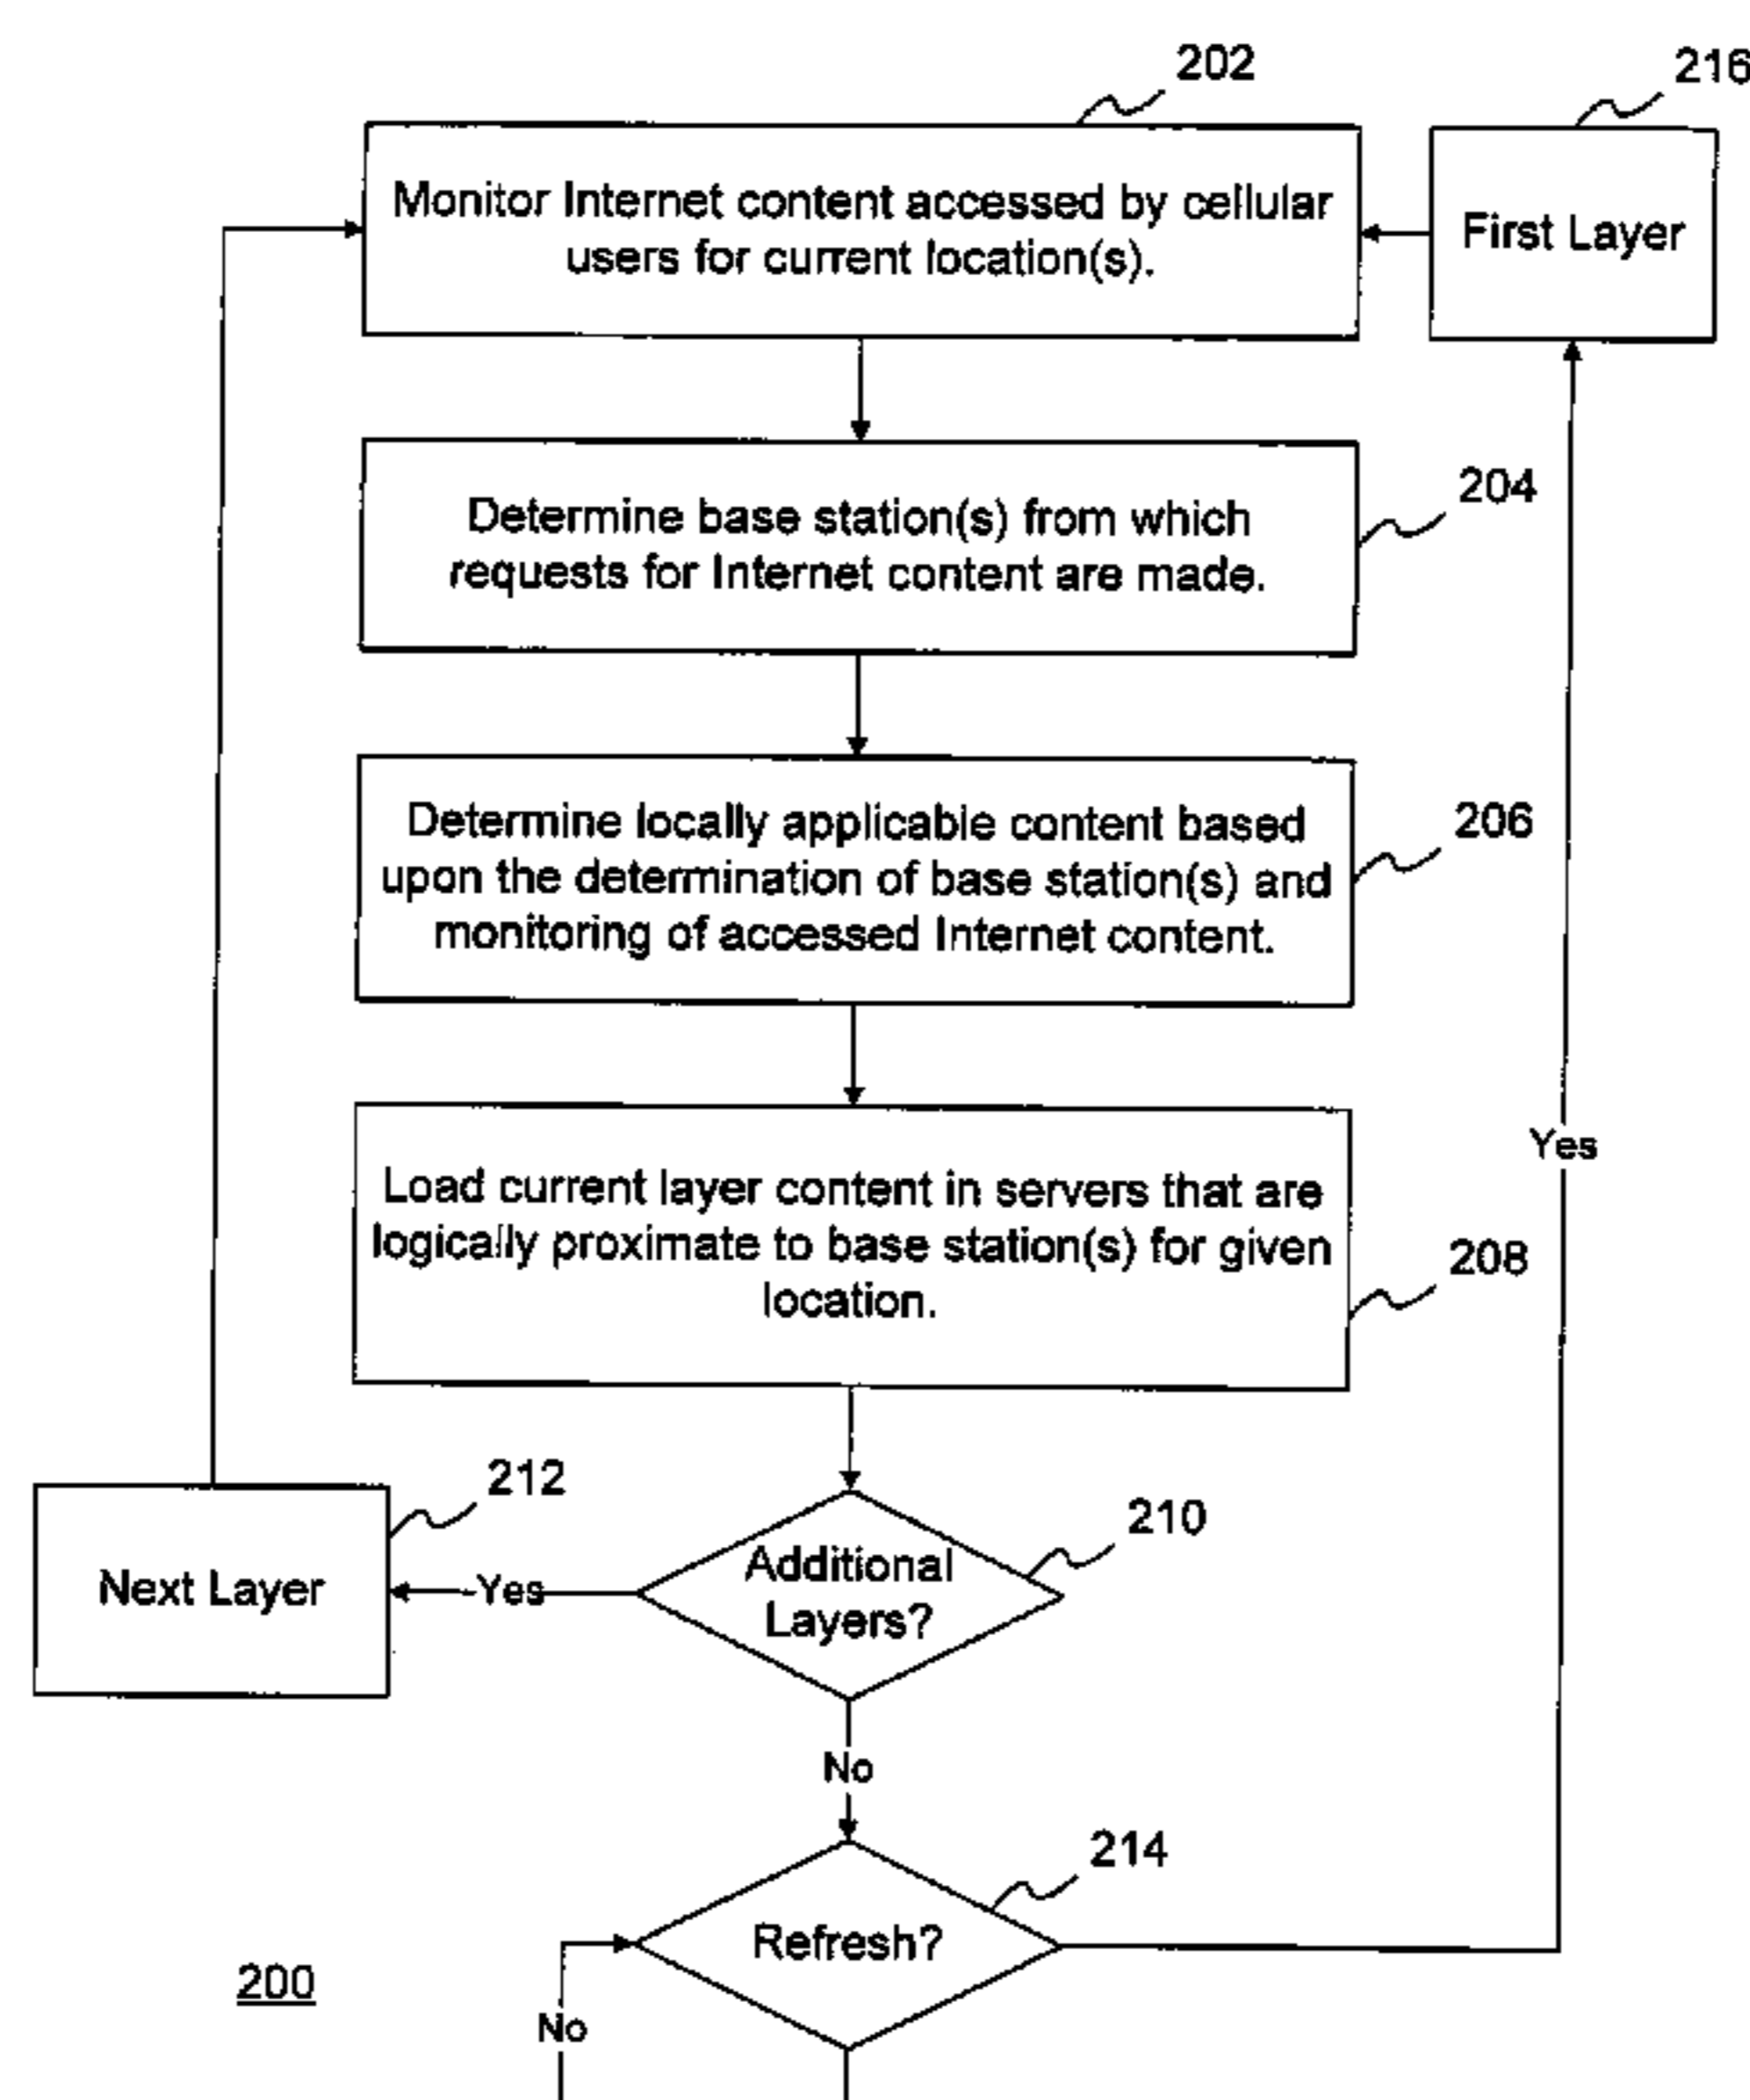 202
216
Monitor Internet content accessed by cellular
users for current location(s).
First Layer
204
Determine base station(s) from which
requests for Internet content are made.
206
Determine locally applicable content based
upon the determination of base station(s) and
monitoring of accessed Internet content.
Yes
208
Load current layer content in servers that are
logically proximate to base station(s) for given
location.
212
210
Next Layer
Yes
Additional
Layers?
No
214
Refresh?
200
No